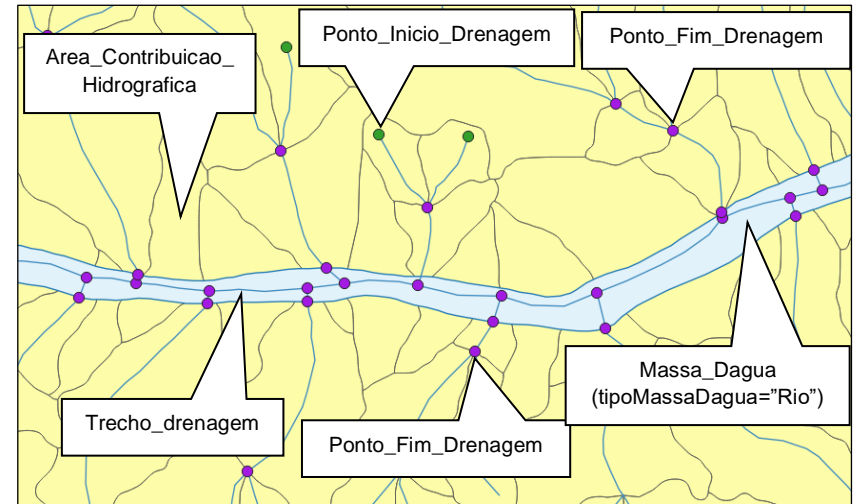 Area_Contribuicao_
Hidrografica
Ponto_Inicio_Drenagem
Ponto_Fim_Drenagem
Trecho_drenagem
Ponto_Fim_Drenagem
Massa_Dagua
(tipoMassaDagua=”Rio”)